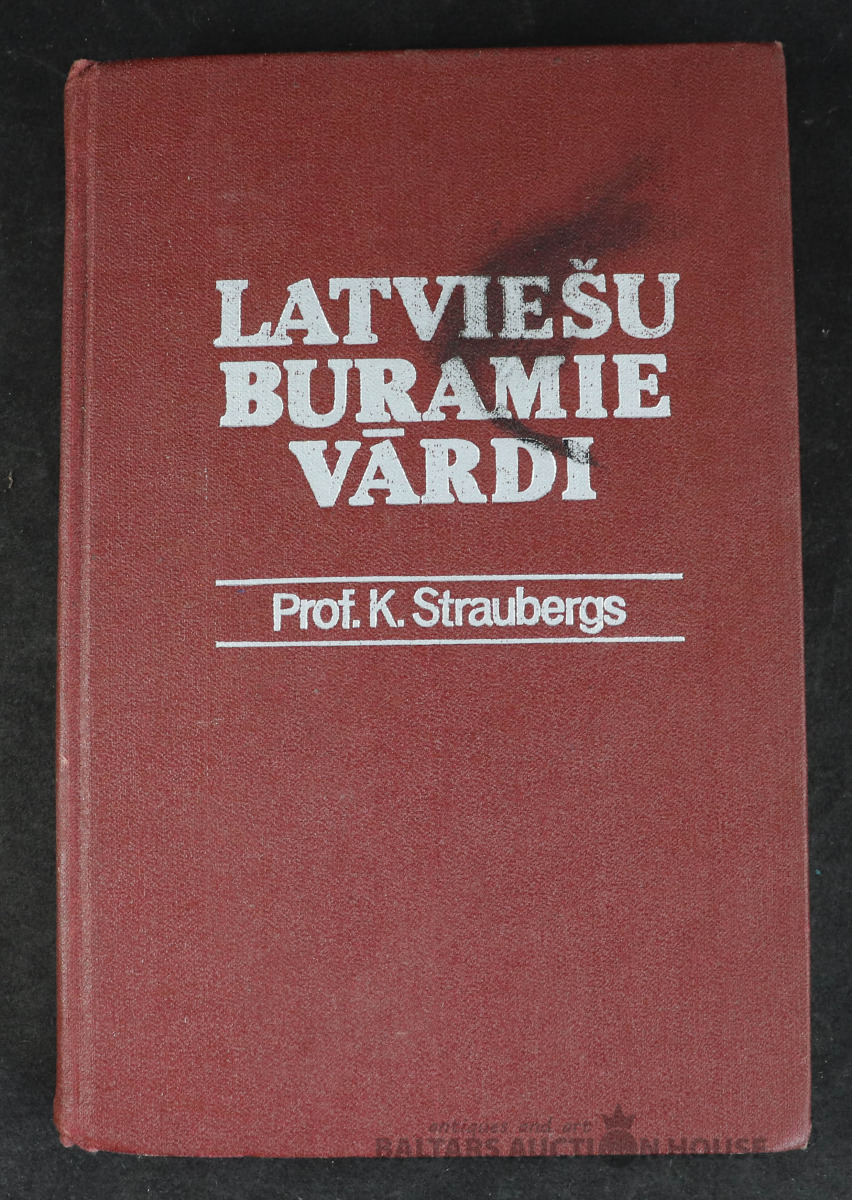 LATVIEŠU
BURAMIE
VĀRDI
Prof. K. Straubergs
antiques and art
BALTARS AUCTION HOUSE